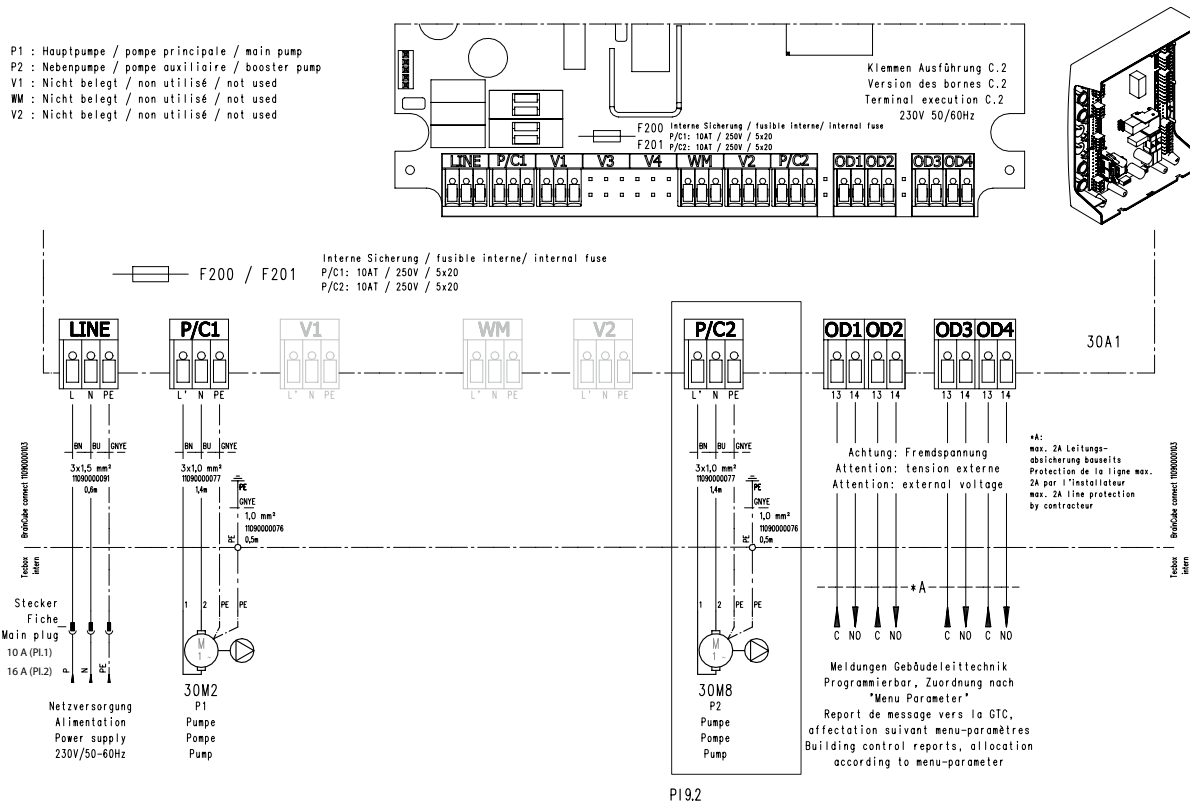 P1 : Hauptpumpe / pompe principale / main pump
P2 : Nebenpumpe / pompe auxiliaire / booster pump
V1 : Nicht belegt / non utilisé / not used
WM : Nicht belegt / non utilisé / not used
V2 : Nicht belegt / non utilisé / not used
Klemmen Ausführung C.2
Version des bornes C.2
Terminal execution C.2
230V 50/60Hz
F200 Interne Sicherung / fusible interne/ internal fuse
P/C1: 10AT / 250V / 5x20
F201 P/C2: 10AT / 250V / 5x20
LINE P/C1 V1 V3 V4 WM V2 P/C2 OD1 OD2 OD3 OD4
F200 / F201
Interne Sicherung / fusible interne/ internal fuse
P/C1: 10AT / 250V / 5x20
P/C2: 10AT / 250V / 5x20
LINE P/C1 V1 WM V2 P/C2 OD1 OD2 OD3 OD4
30A1
L N PE L' N PE L' N PE L' N PE L' N PE L' N PE 13 14 13 14 13 14 13 14
BN BU GNYE
3x1,5 mm²
11090000091
0,6m
BN BU GNYE
3x1,0 mm²
11090000077
1,4m
PE
GNYE
1,0 mm²
11090000076
0,5m
PE
BN BU GNYE
3x1,0 mm²
11090000077
1,4m
PE
GNYE
1,0 mm²
11090000076
0,5m
PE
Achtung: Fremdspannung
Attention: tension externe
Attention: external voltage
*A:
max. 2A Leitungs-
absicherung bauseits
Protection de la ligne max.
2A par l'installateur
max. 2A line protection
by contracteur
BrainCube connect 11090000103
Tecbox
intern
BrainCube connect 11090000103
Tecbox
intern
Stecker
Fiche
Main plug
10 A (PI.1)
16 A (PI.2)
P N PE
Netzversorgung
Alimentation
Power supply
230V/50-60Hz
1 2 PE PE
M
1 ~
30M2
P1
Pumpe
Pompe
Pump
1 2 PE PE
M
1 ~
30M8
P2
Pumpe
Pompe
Pump
*A
C NO C NO C NO C NO
Meldungen Gebäudeleittechnik
Programmierbar, Zuordnung nach
"Menu Parameter"
Report de message vers la GTC,
affectation suivant menu-paramètres
Building control reports, allocation
according to menu-parameter
PI9.2